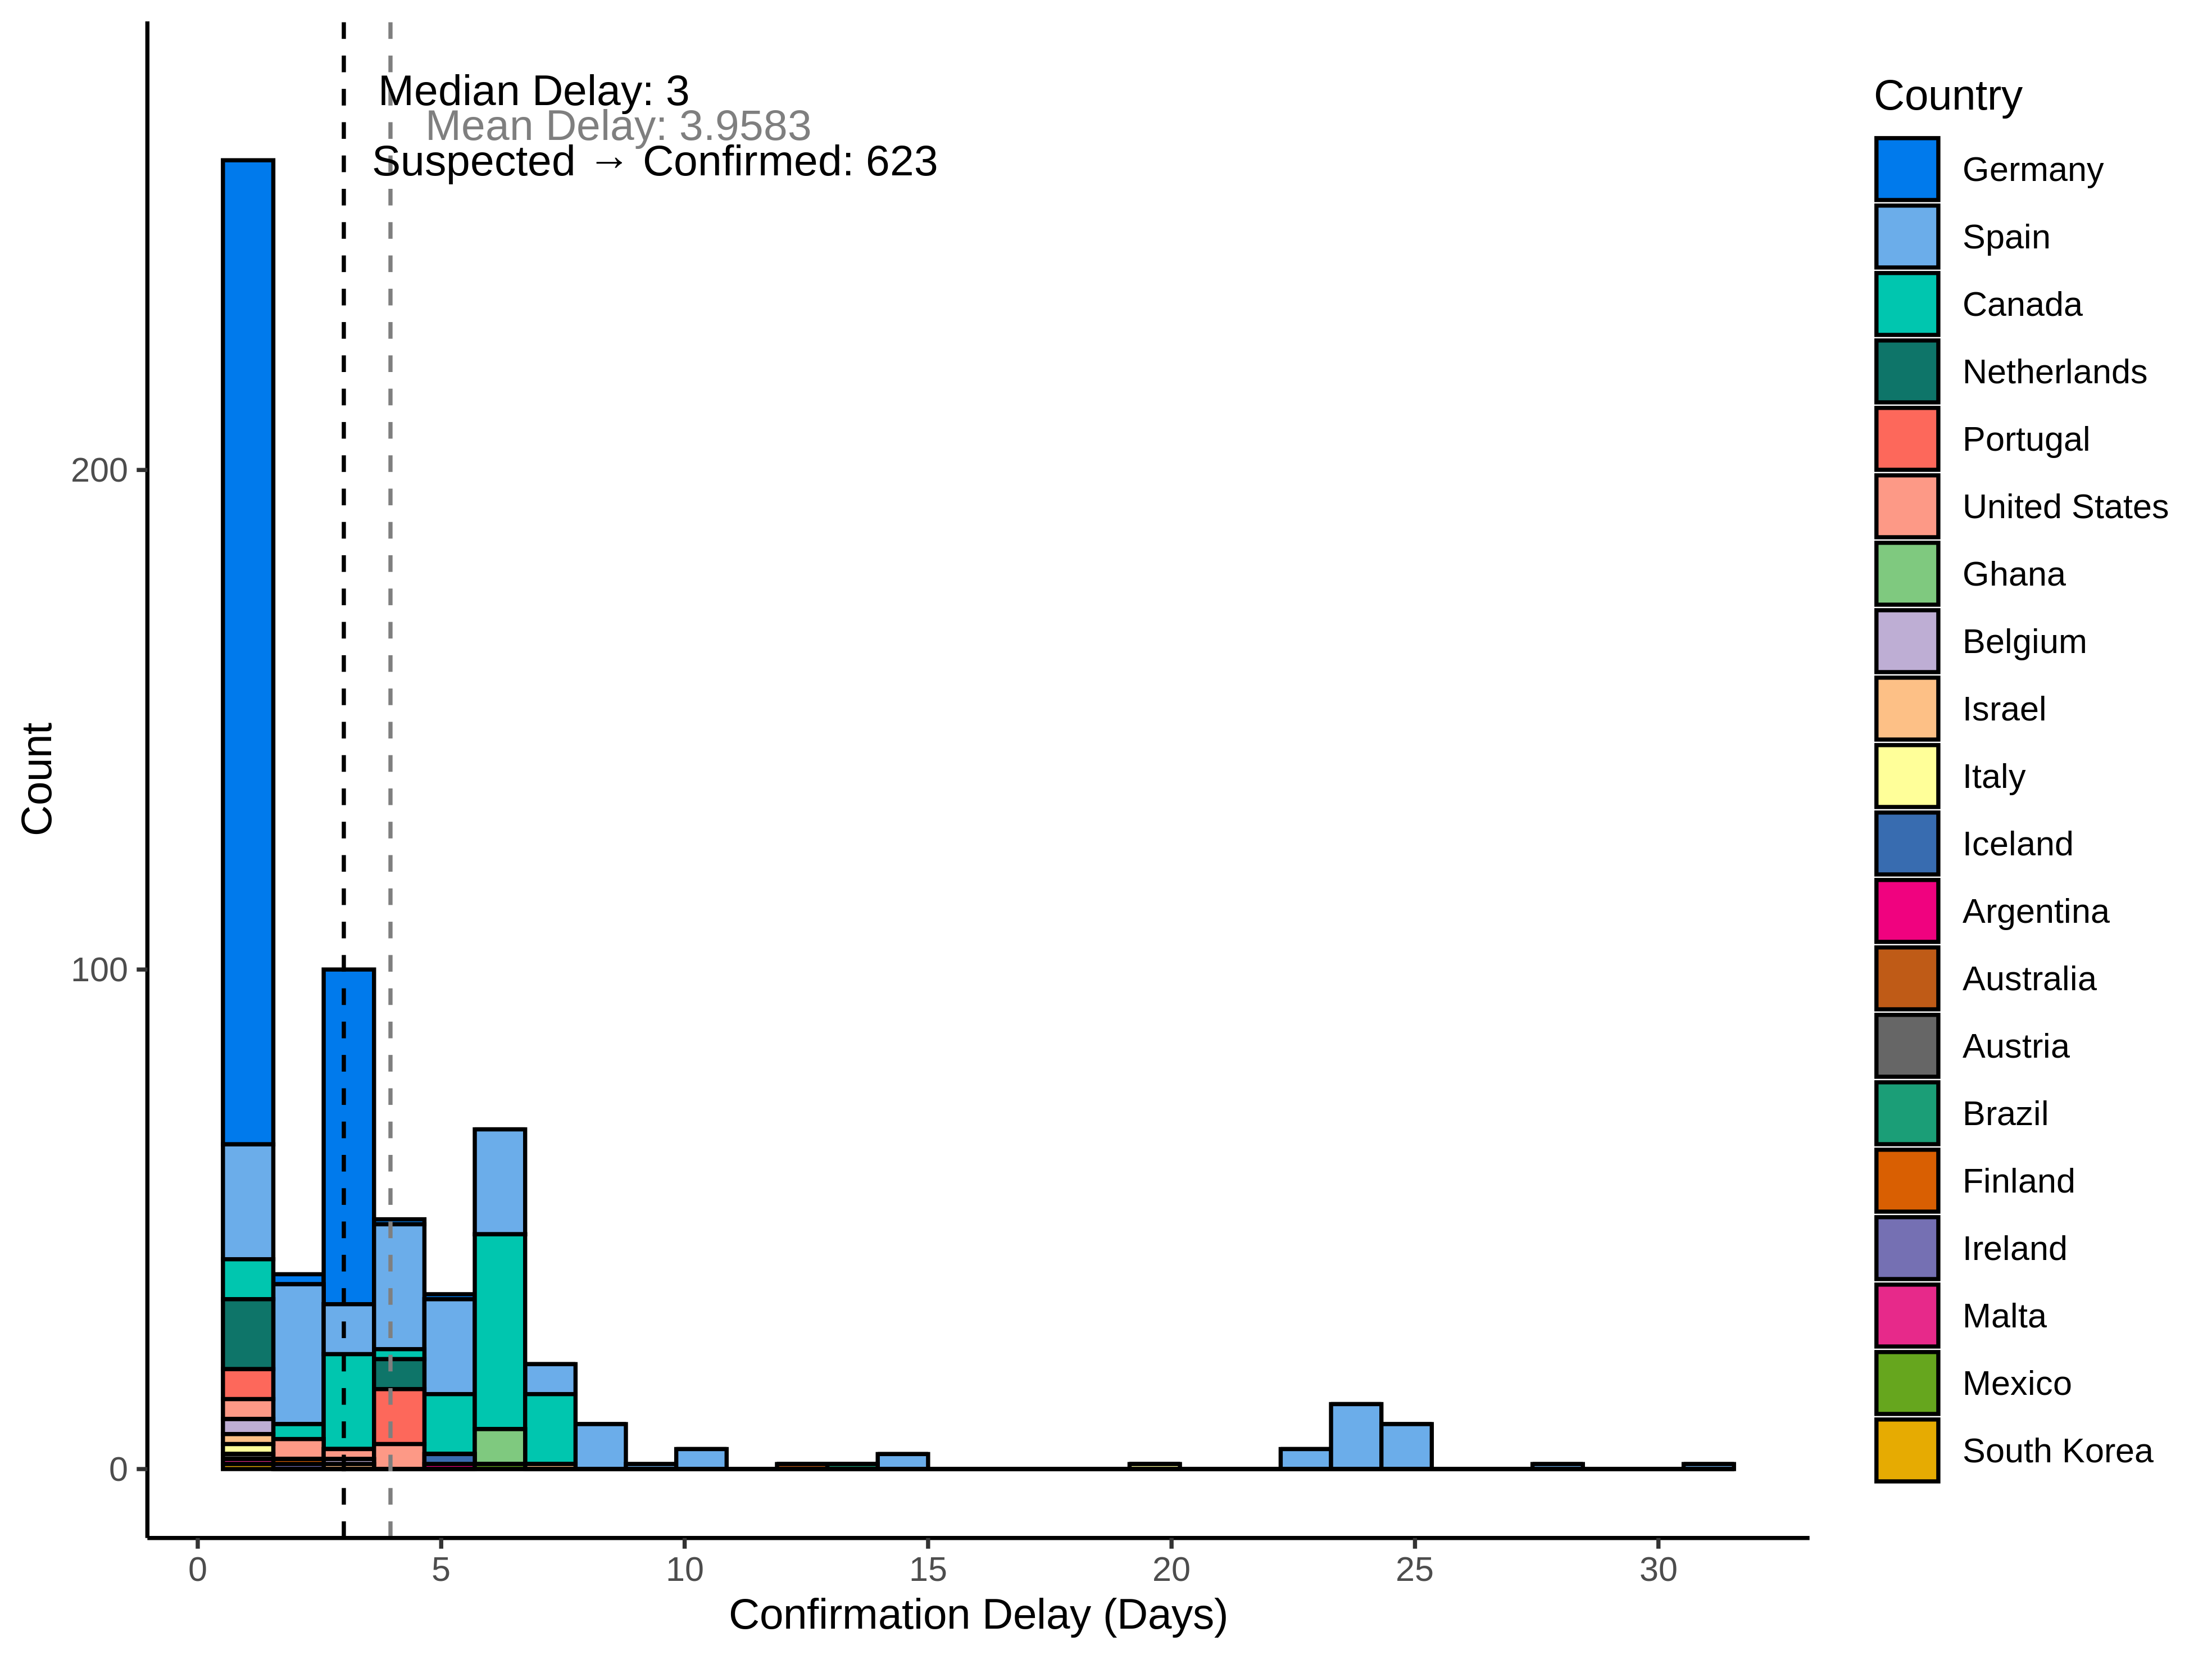 Median Delay: 3
Mean Delay: 3.9583
Suspected → Confirmed: 623
Count
200
100
0
0 5 10 15 20 25 30
Confirmation Delay (Days)
Country
Germany
Spain
Canada
Netherlands
Portugal
United States
Ghana
Belgium
Israel
Italy
Iceland
Argentina
Australia
Austria
Brazil
Finland
Ireland
Malta
Mexico
South Korea